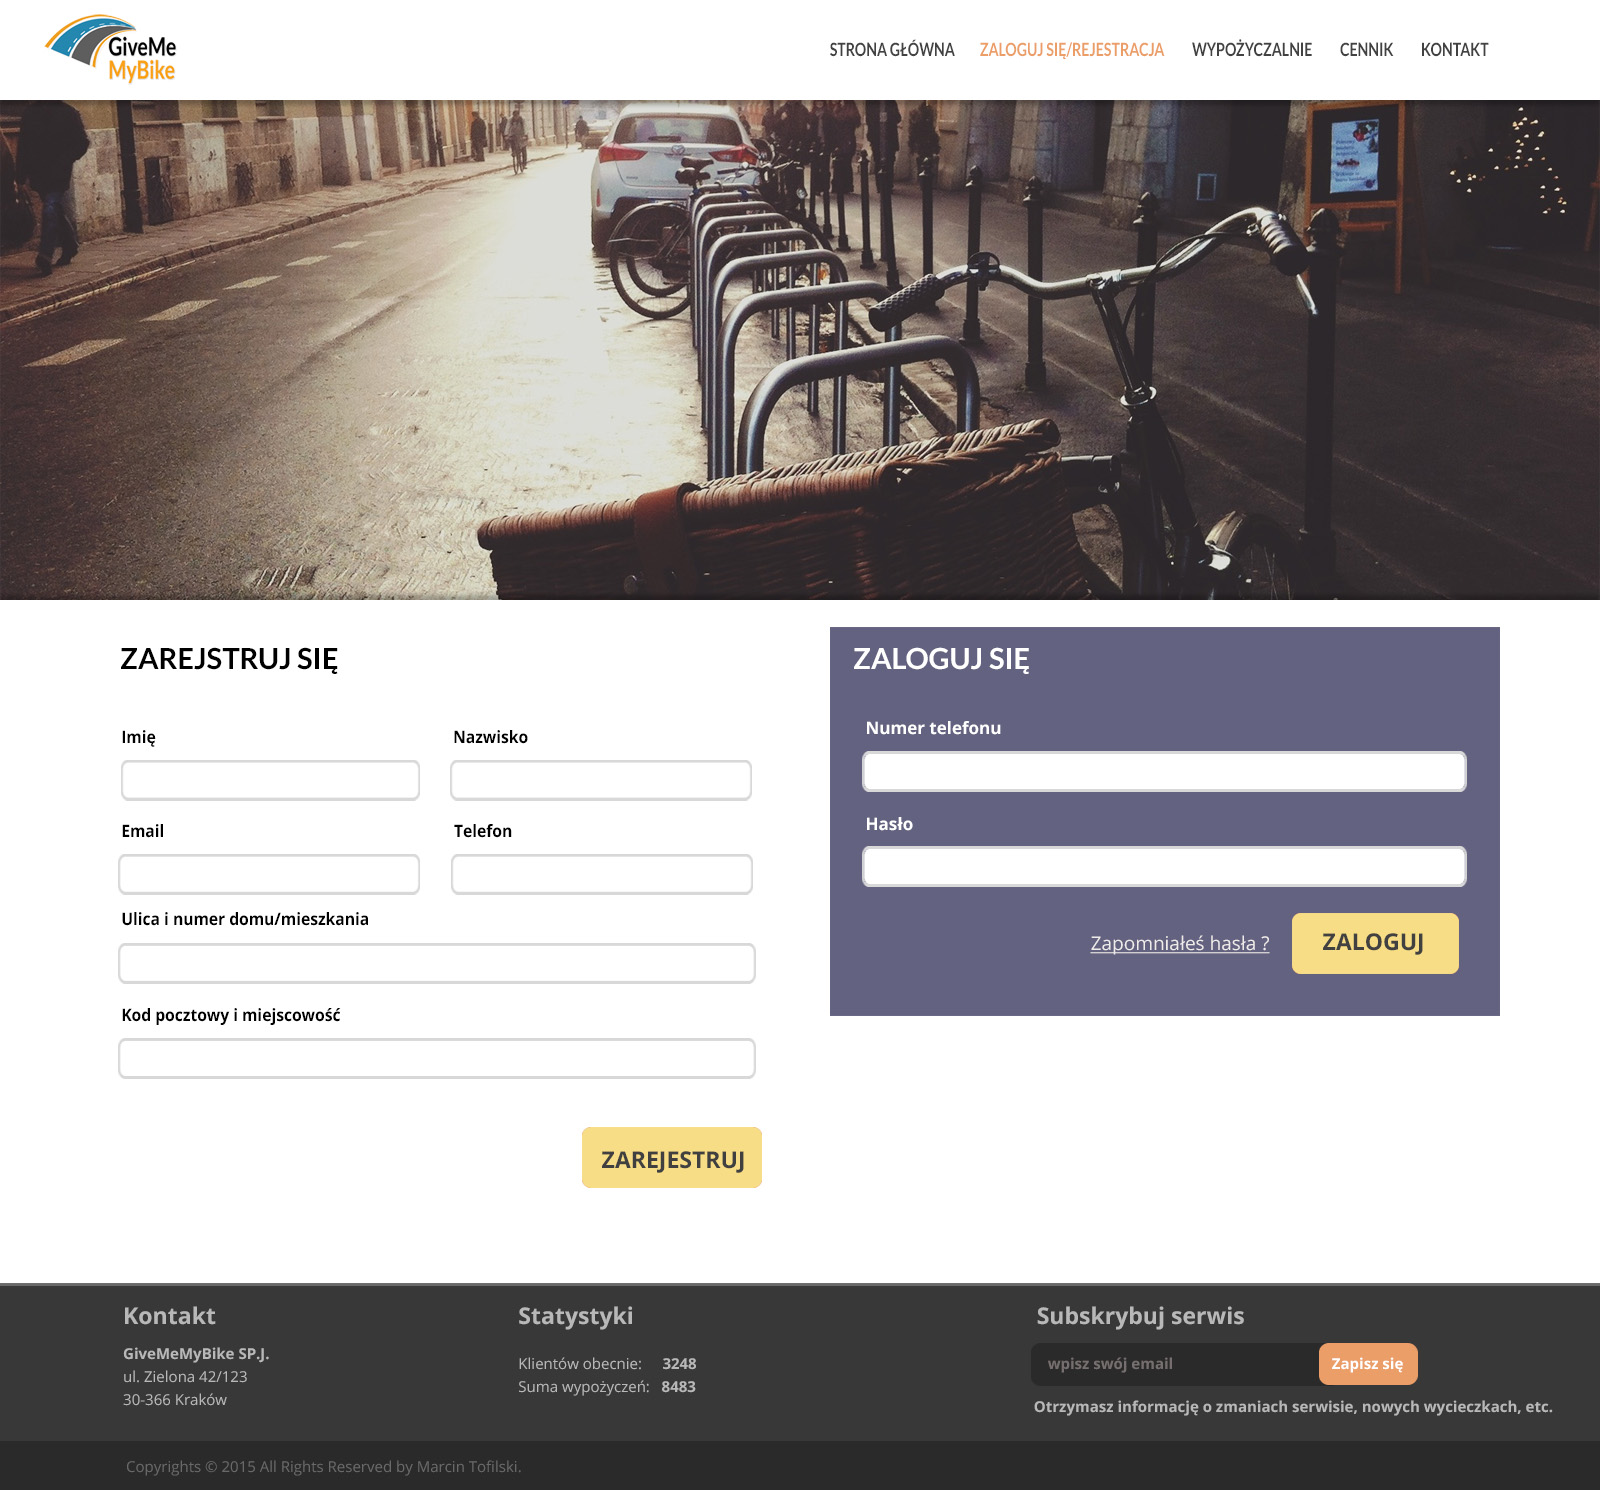 GiveMe
MyBike
STRONA GŁÓWNA ZALOGUJ SIĘ/REJESTRACJA WYPOŻYCZALNIE CENNIK KONTAKT
ZAREJSTRUJ SIĘ
Imię Nazwisko
Email Telefon
Ulica i numer domu/mieszkania
Kod pocztowy i miejscowość
ZAREJESTRUJ
ZALOGUJ SIĘ
Numer telefonu
Hasło
Zapomniałeś hasła ? ZALOGUJ
Kontakt
GiveMeMyBike SP.J.
ul. Zielona 42/123
30-366 Kraków
Statystyki
Klientów obecnie: 3248
Suma wypożyczeń: 8483
Subskrybuj serwis
wpisz swój email Zapisz się
Otrzymasz informację o zmaniach serwisie, nowych wycieczkach, etc.
Copyrights © 2015 All Rights Reserved by Marcin Tofilski.